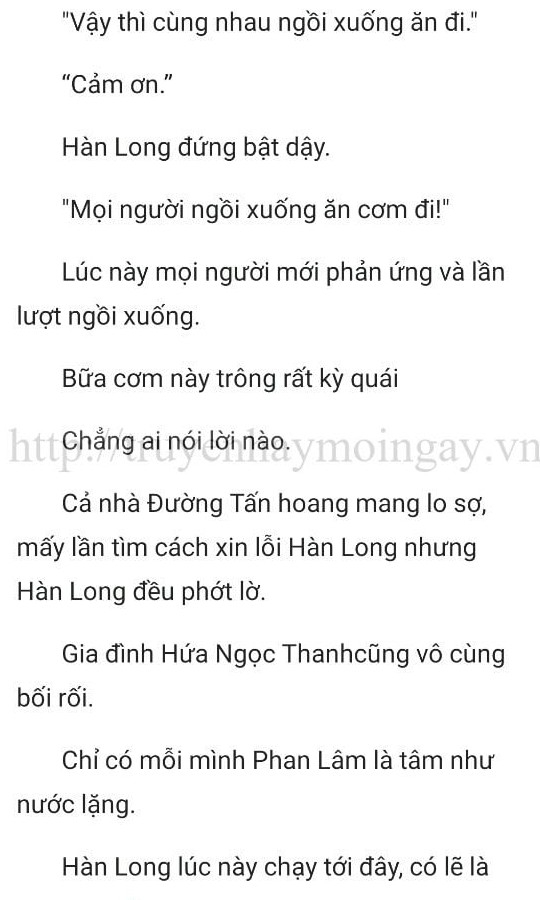 "Vậy thì cùng nhau ngồi xuống ăn đi."
“Cảm ơn.”
Hàn Long đứng bật dậy.
"Mọi người ngồi xuống ăn cơm đi!"
Lúc này mọi người mới phản ứng và lần
lượt ngồi xuống.
Bữa cơm này trông rất kỳ quái
Chẳng ai nói lời nào.
http://truyenhaymoingay.vn
Cả nhà Đường Tấn hoang mang lo sợ,
mấy lần tìm cách xin lỗi Hàn Long nhưng
Hàn Long đều phớt lờ.
Gia đình Hứa Ngọc Thanhcũng vô cùng
bối rối.
Chỉ có mỗi mình Phan Lâm là tâm như
nước lặng.
Hàn Long lúc này chạy tới đây, có lẽ là